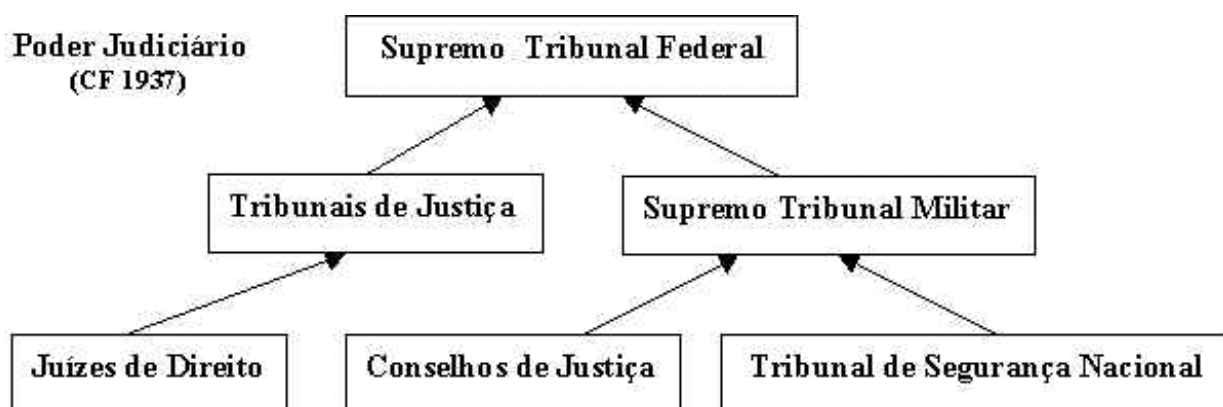 Poder Judiciário
(CF 1937)
Supremo Tribunal Federal
Tribunais de Justiça
Supremo Tribunal Militar
Juízes de Direito
Conselhos de Justiça
Tribunal de Segurança Nacional